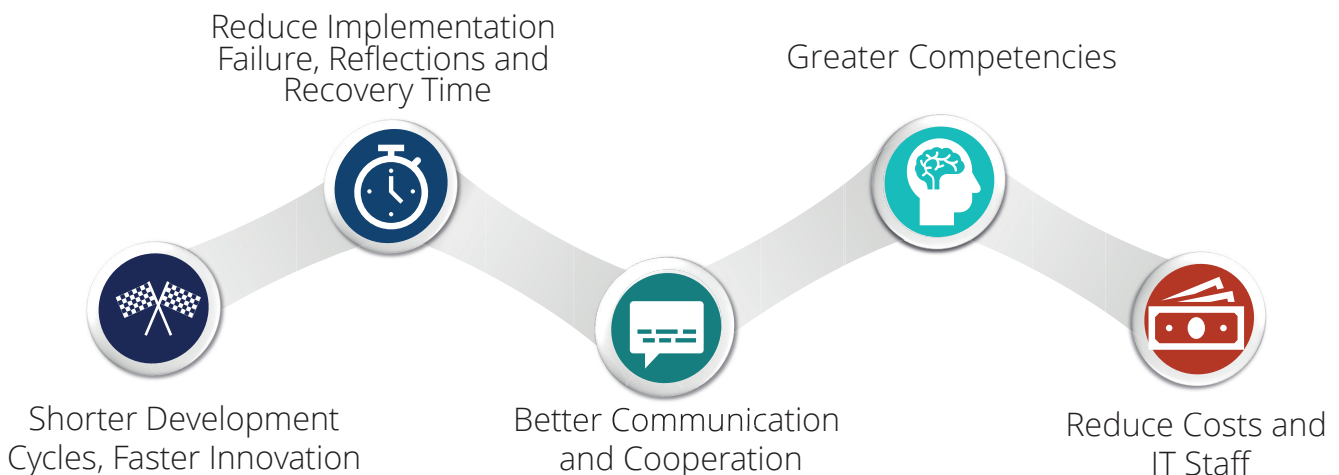 Reduce Implementation
Failure, Reflections and
Recovery Time
Greater Competencies
Shorter Development
Cycles, Faster Innovation
Better Communication
and Cooperation
Reduce Costs and
IT Staff